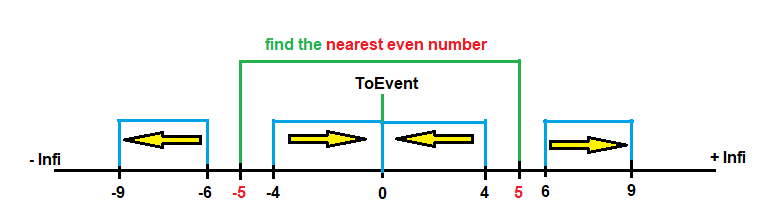 find the nearest even number
ToEvent
- Infi
+ Infi
-9 -6 -5 -4 0 4 5 6 9